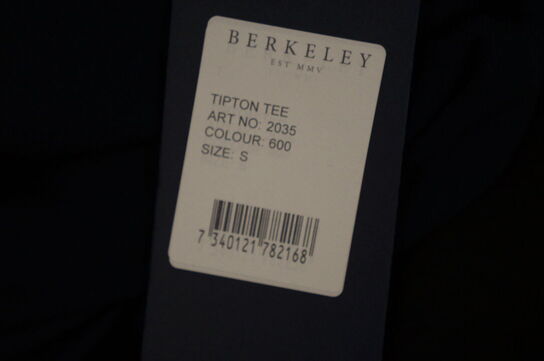 BERKELEY
EST MMV
TIPTON TEE
ART NO: 2035
COLOUR: 600
SIZE: S
7 340121 782168